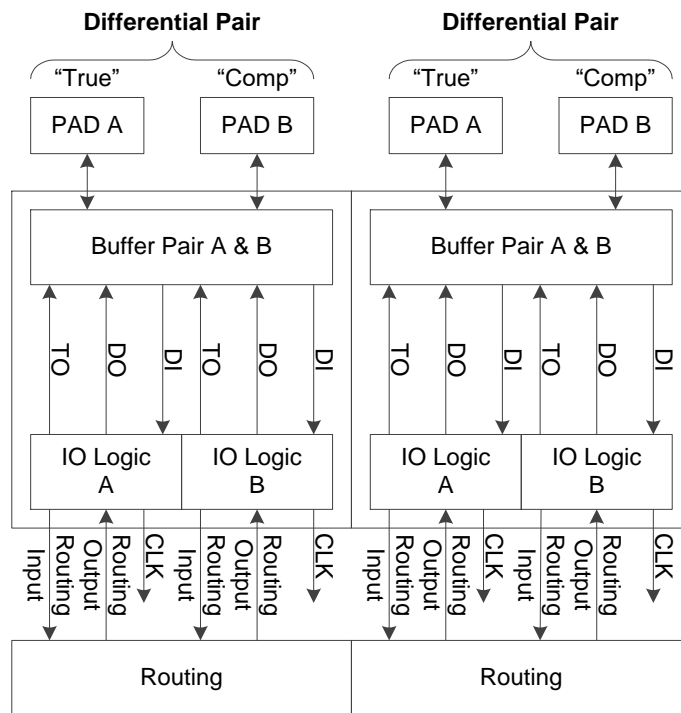 Differential Pair Differential Pair
“True” “Comp” “True” “Comp”
PAD A PAD B PAD A PAD B
Buffer Pair A & B Buffer Pair A & B
TO DO DI TO DO DI TO DO DI TO DO DI
IO Logic IO Logic IO Logic IO Logic
A B A B
Routing Input Routing Output CLK Routing Input Routing Output CLK Routing Input Routing Output CLK Routing Input Routing Output CLK
Routing Routing